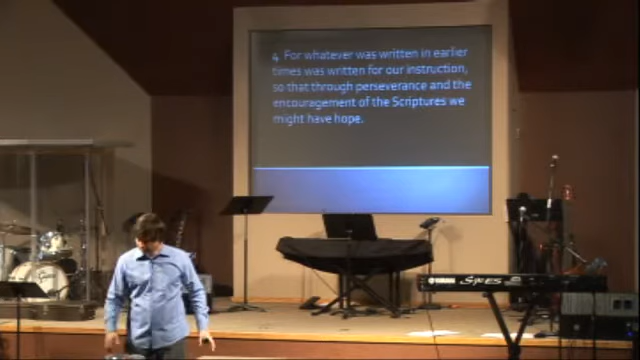 4 For whatever was written in earlier
times was written for our instruction,
so that through perseverance and the
encouragement of the Scriptures we
might have hope.
YAMAHA